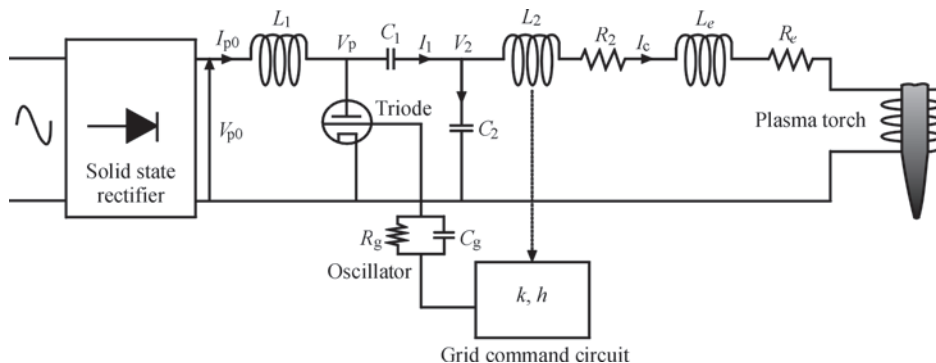 I_p0
L_1
V_p
C_1
I_1
V_2
L_2
R_2
I_c
L_e
R_e
Triode
V_p0
C_2
Plasma torch
Solid state
rectifier
R_g
C_g
Oscillator
k, h
Grid command circuit